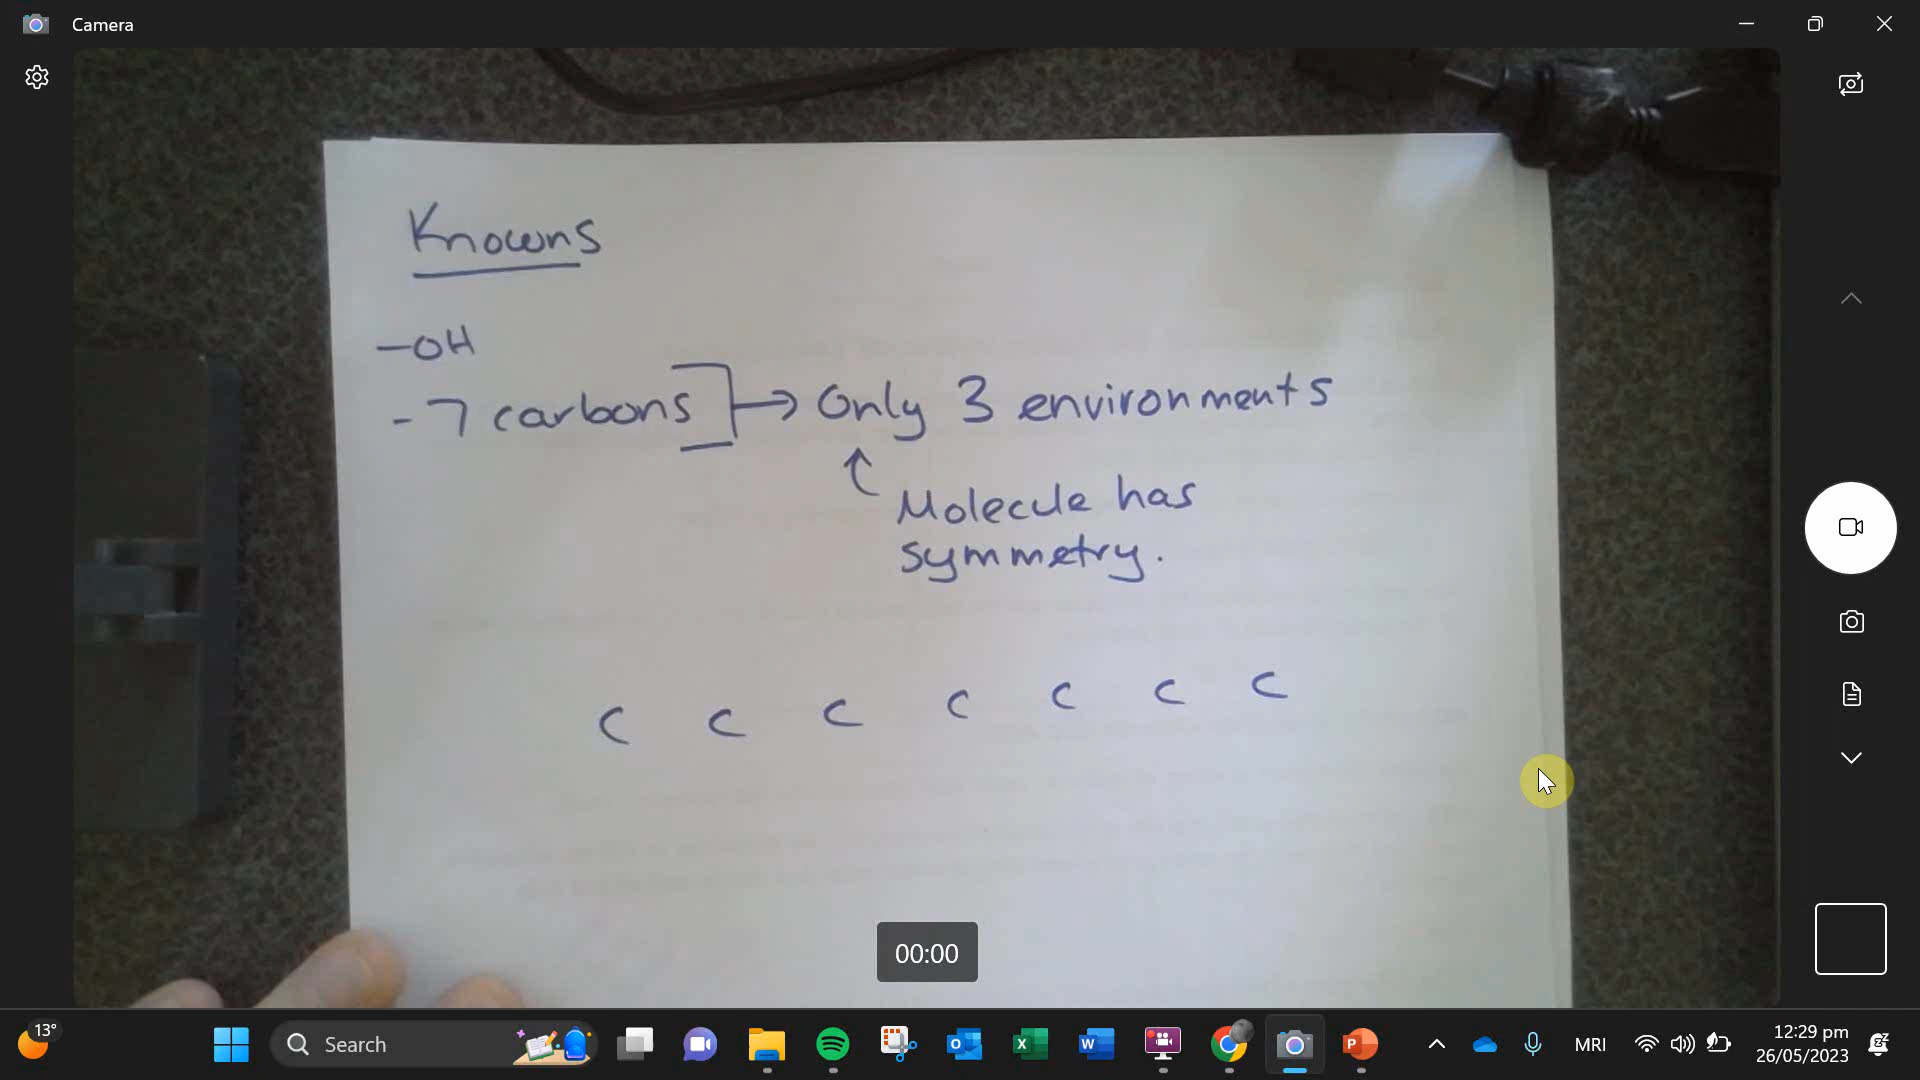 Camera
Knowns
-OH
-7 carbons → Only 3 environments
Molecule has
symmetry.
C C C C C C C
00:00
13°
Search
MRI
12:29 pm
26/05/2023